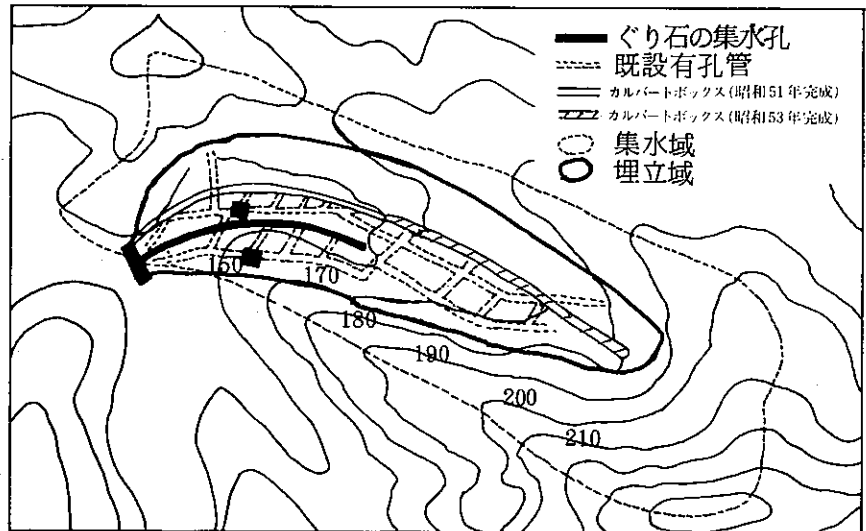 ぐり石の集水孔
既設有孔管
カルバートボックス(昭和51年完成)
カルバートボックス(昭和53年完成)
集水域
埋立域
150
170
180
190
200
210